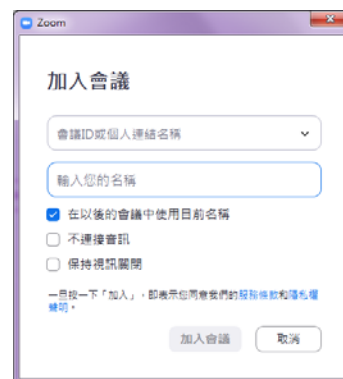 Zoom
加入會議
會議ID或個人連結名稱
輸入您的名稱
在以後的會議中使用目前名稱
不連接音訊
保持視訊關閉
一旦按一下「加入」，即表示您同意我們的服務條款和隱私權
聲明。
加入會議
取消